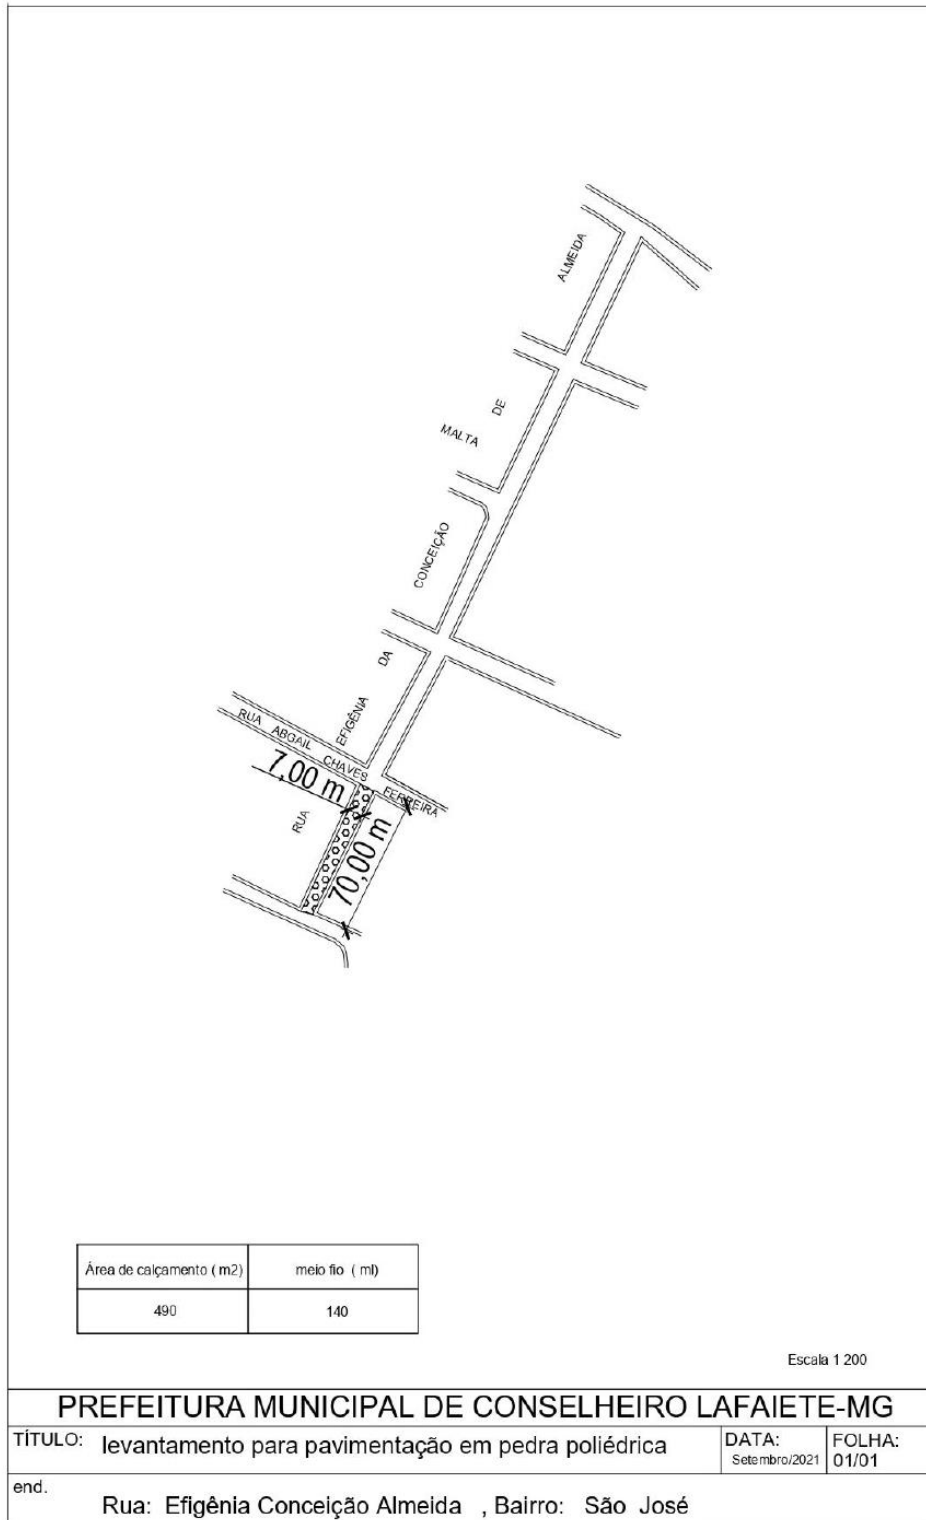 ALMEIDA
DE
MALTA
CONCEIÇÃO
DA
EFIGÊNIA
RUA
RUA ABGAIL CHAVES FERREIRA
7,00 m
70,00 m
Área de calçamento ( m2) meio fio ( ml)
490 140
Escala 1 200
PREFEITURA MUNICIPAL DE CONSELHEIRO LAFAIETE-MG
TÍTULO: levantamento para pavimentação em pedra poliédrica
DATA: Setembro/2021
FOLHA: 01/01
end.
Rua: Efigênia Conceição Almeida , Bairro: São José